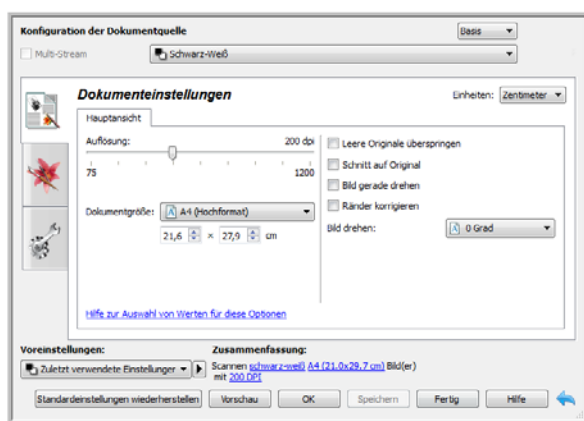 Konfiguration der Dokumentquelle Basis
Multi-Stream Schwarz-Weiß
Dokumenteinstellungen Einheiten: Zentimeter
Hauptansicht
Auflösung: 200 dpi
75 1200
Dokumentgröße: A4 (Hochformat)
21,6 × 27,9 cm
Leere Originale überspringen
Schnitt auf Original
Bild gerade drehen
Ränder korrigieren
Bild drehen: 0 Grad
Hilfe zur Auswahl von Werten für diese Optionen
Voreinstellungen:
Zuletzt verwendete Einstellungen
Zusammenfassung:
Scannen schwarz-weiß A4 (21.0x29.7 cm) Bild(er)
mit 200 DPI
Standardeinstellungen wiederherstellen Vorschau OK Speichern Fertig Hilfe